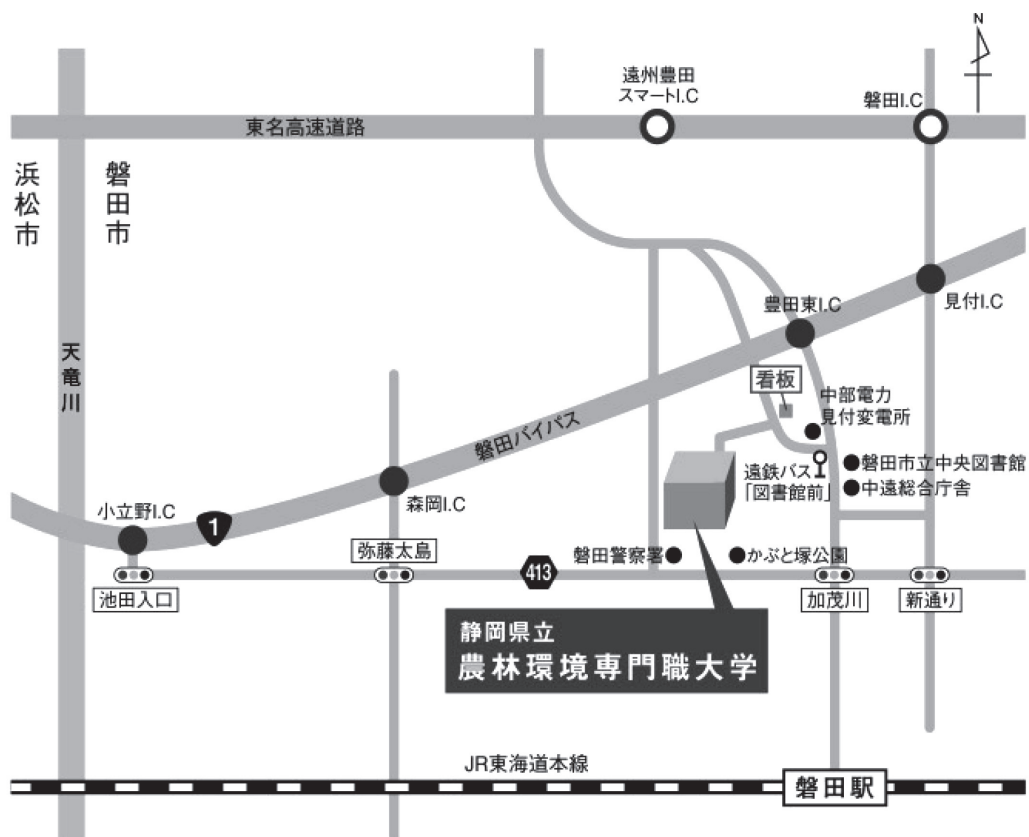 N
遠州豊田
スマートI.C
磐田I.C
東名高速道路
浜松市
磐田市
豊田東I.C
見付I.C
天竜川
看板
中部電力
見付変電所
磐田バイパス
遠鉄バス
「図書館前」
磐田市立中央図書館
中遠総合庁舎
小立野I.C
1
森岡I.C
弥藤太島
413
磐田警察署
かぶと塚公園
池田入口
加茂川
新通り
静岡県立
農林環境専門職大学
JR東海道本線
磐田駅